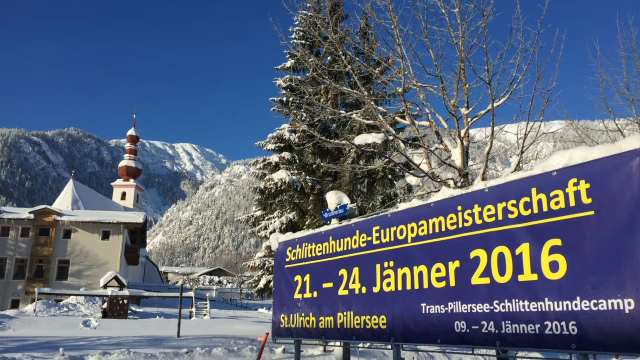 Schlittenhunde-Europameisterschaft
21. – 24. Jänner 2016
St.Ulrich am Pillersee
Trans-Pillersee-Schlittenhundecamp
09. – 24. Jänner 2016